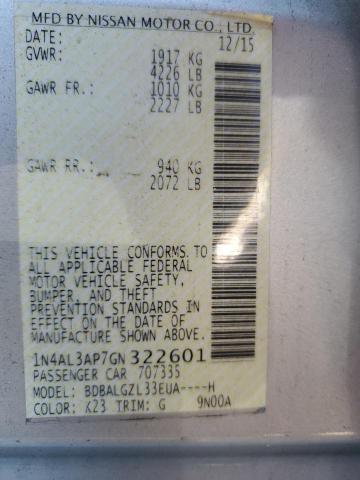 MFD BY NISSAN MOTOR CO., LTD.
DATE: 12/15
GVWR: 1917 KG
4226 LB
GAWR FR.: 1010 KG
2227 LB
GAWR RR.: 940 KG
2072 LB
THIS VEHICLE CONFORMS TO
ALL APPLICABLE FEDERAL
MOTOR VEHICLE SAFETY,
BUMPER, AND THEFT
PREVENTION STANDARDS IN
EFFECT ON THE DATE OF
MANUFACTURE SHOWN ABOVE.
1N4AL3AP7GN322601
PASSENGER CAR 707335
MODEL: BDBALGZL33EUA----H
COLOR: K23 TRIM: G 9N00A